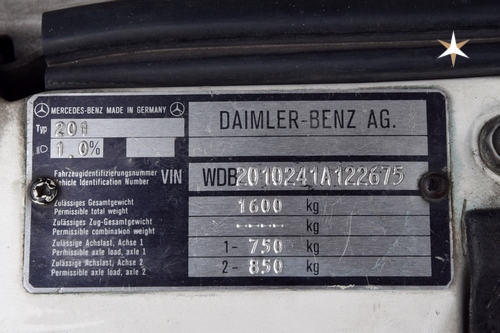 MERCEDES-BENZ MADE IN GERMANY
DAIMLER-BENZ AG.
Typ 201
1.0%
Fahrzeugidentifizierungsnummer
Vehicle Identification Number
VIN WDB2010241A122675
Zulässiges Gesamtgewicht
Permissible total weight
1600 kg
Zulässiges Zug-Gesamtgewicht
Permissible combination weight
----- kg
Zulässige Achslast, Achse 1
Permissible axle load, axle 1
1- 750 kg
Zulässige Achslast, Achse 2
Permissible axle load, axle 2
2- 850 kg